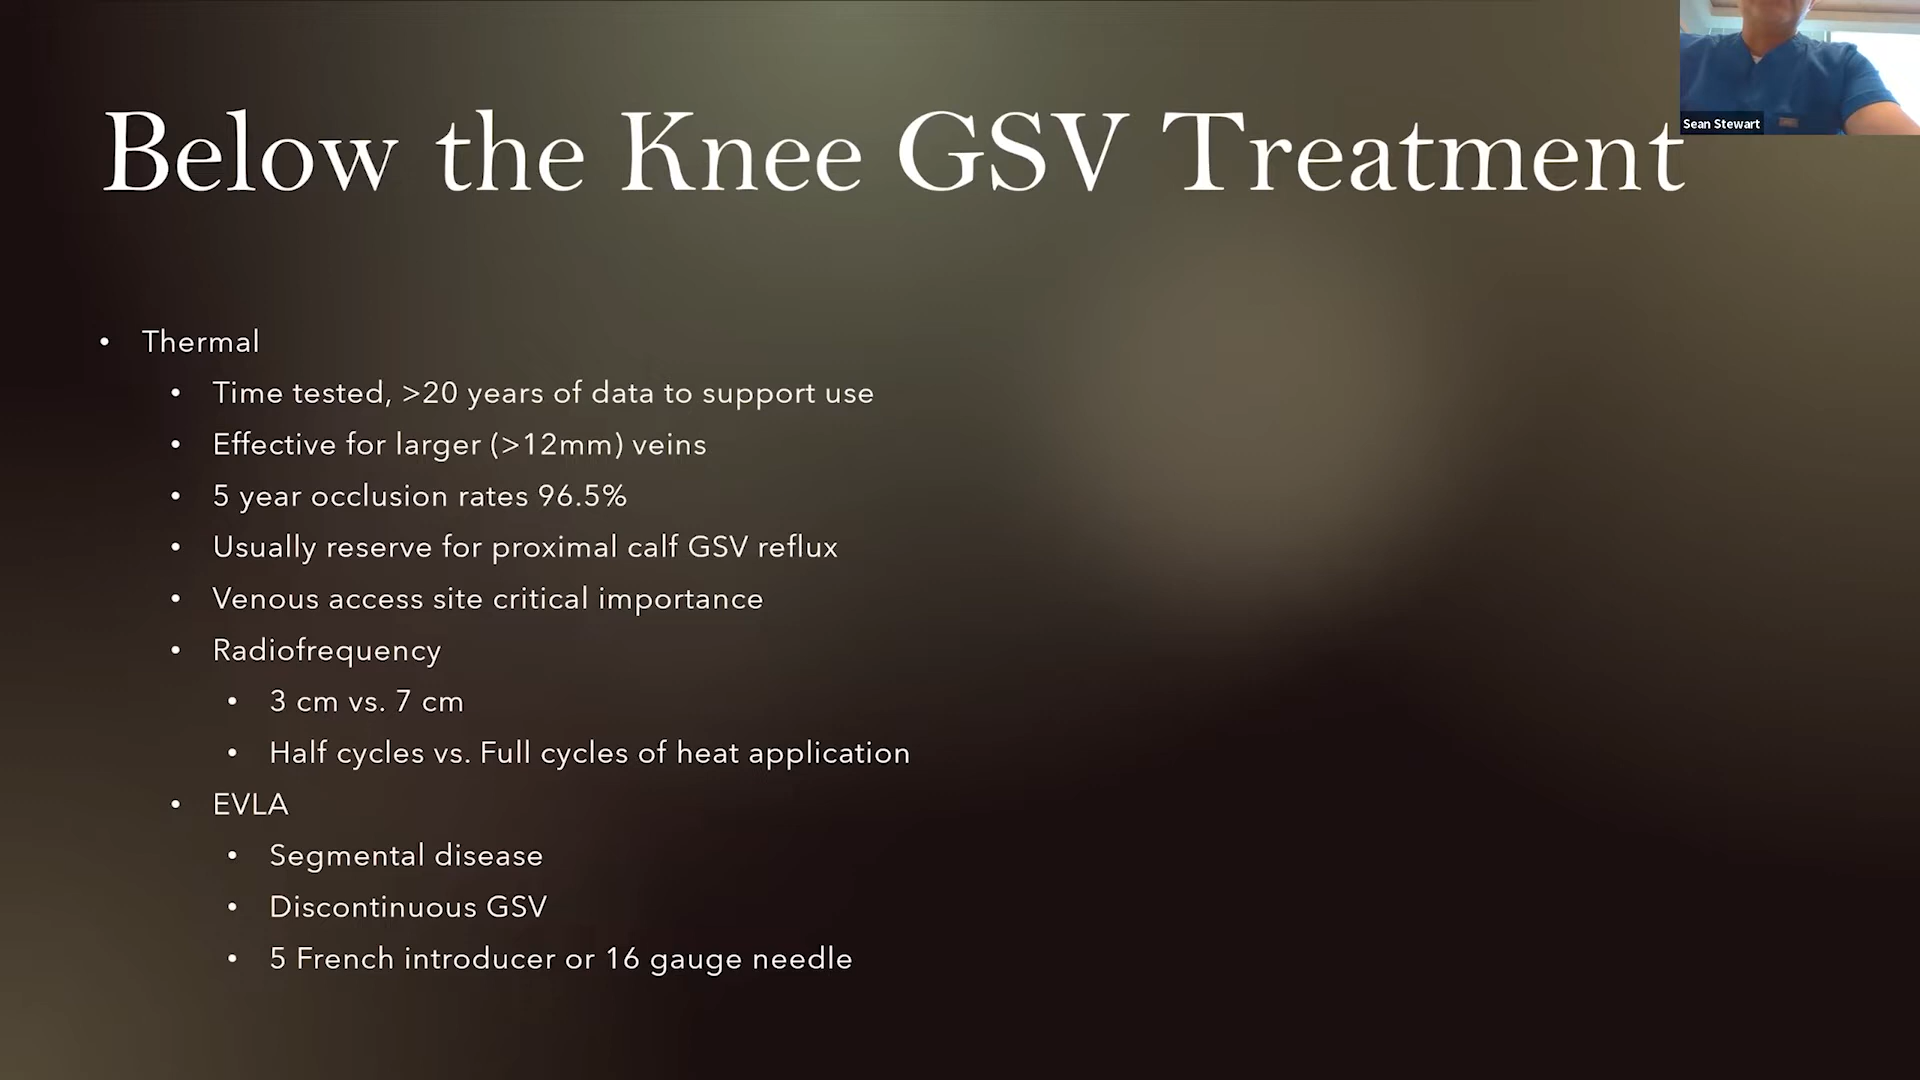 Sean Stewart
Below the Knee GSV Treatment
• Thermal
• Time tested, >20 years of data to support use
• Effective for larger (>12mm) veins
• 5 year occlusion rates 96.5%
• Usually reserve for proximal calf GSV reflux
• Venous access site critical importance
• Radiofrequency
• 3 cm vs. 7 cm
• Half cycles vs. Full cycles of heat application
• EVLA
• Segmental disease
• Discontinuous GSV
• 5 French introducer or 16 gauge needle